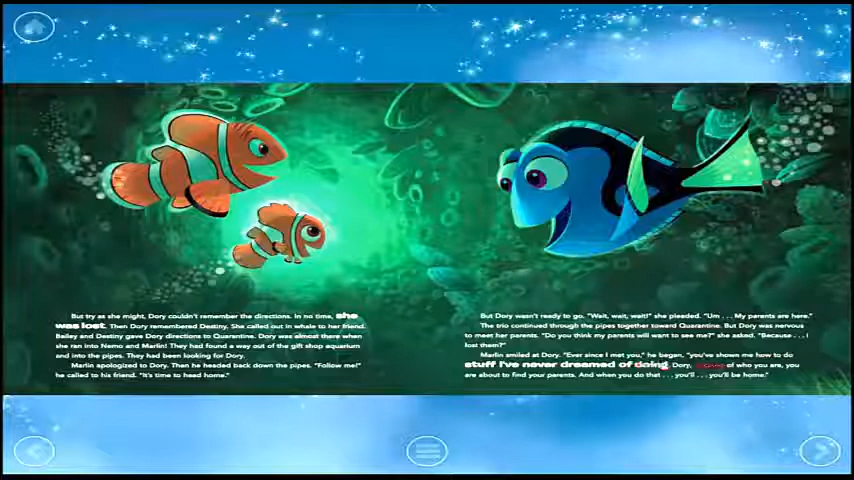 But try as she might, Dory couldn't remember the directions. In no time, she
was lost. Then Dory remembered Destiny. She called out in whale to her friend.
Bailey and Destiny gave Dory directions to Quarantine. Dory was almost there when
she ran into Nemo and Marlin! They had found a way out of the gift shop aquarium
and into the pipes. They had been looking for Dory.
Marlin apologized to Dory. Then he headed back down the pipes. "Follow me!"
he called to his friend. "It's time to head home."
But Dory wasn't ready to go. "Wait, wait, wait!" she pleaded. "Um . . . My parents are here."
The trio continued through the pipes together toward Quarantine. But Dory was nervous
to meet her parents. "Do you think my parents will want to see me?" she asked. "Because . . . I
lost them?"
Marlin smiled at Dory. "Ever since I met you," he began, "you've shown me how to do
stuff I've never dreamed of doing. Dory, of who you are, you
are about to find your parents. And when you do that . . . you'll . . . you'll be home."